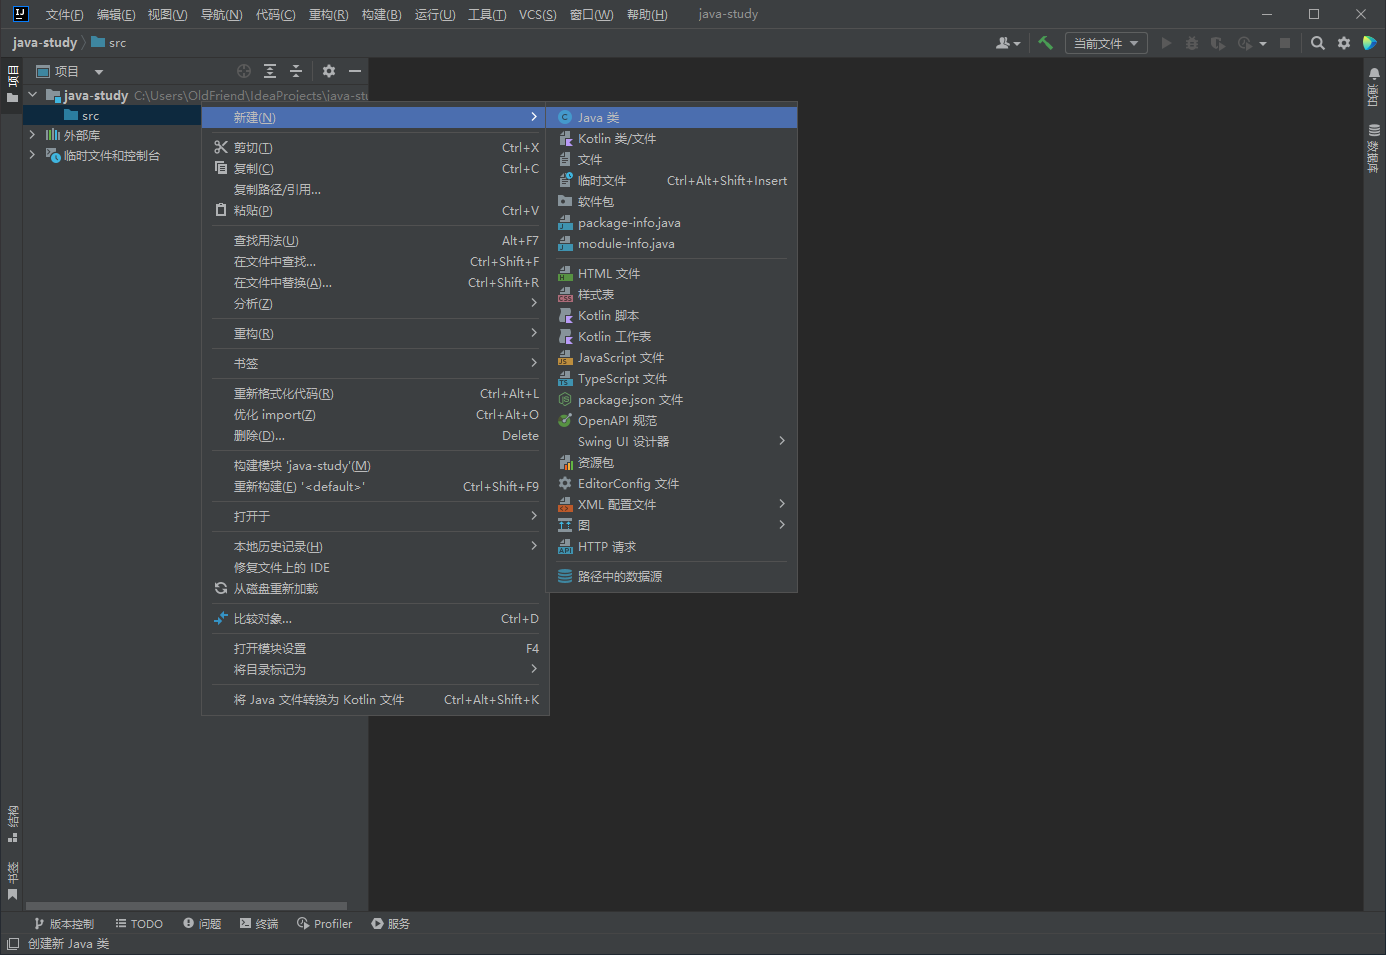 文件(F) 编辑(E) 视图(V) 导航(N) 代码(C) 重构(R) 构建(B) 运行(U) 工具(T) VCS(S) 窗口(W) 帮助(H) java-study
java-study src
当前文件
项目
项目
java-study C:\Users\OldFriend\IdeaProjects\java-stu
src
外部库
临时文件和控制台
新建(N)
剪切(T) Ctrl+X
复制(C) Ctrl+C
复制路径/引用...
粘贴(P) Ctrl+V
查找用法(U) Alt+F7
在文件中查找... Ctrl+Shift+F
在文件中替换(A)... Ctrl+Shift+R
分析(Z)
重构(R)
书签
重新格式化代码(R) Ctrl+Alt+L
优化 import(Z) Ctrl+Alt+O
删除(D)... Delete
构建模块 'java-study'(M)
重新构建(E) '<default>' Ctrl+Shift+F9
打开于
本地历史记录(H)
修复文件上的 IDE
从磁盘重新加载
比较对象... Ctrl+D
打开模块设置 F4
将目录标记为
将 Java 文件转换为 Kotlin 文件 Ctrl+Alt+Shift+K
Java 类
Kotlin 类/文件
文件
临时文件 Ctrl+Alt+Shift+Insert
软件包
package-info.java
module-info.java
HTML 文件
样式表
Kotlin 脚本
Kotlin 工作表
JavaScript 文件
TypeScript 文件
package.json 文件
OpenAPI 规范
Swing UI 设计器
资源包
EditorConfig 文件
XML 配置文件
图
HTTP 请求
路径中的数据源
通知
数据库
结构
书签
版本控制 TODO 问题 终端 Profiler 服务
创建新 Java 类